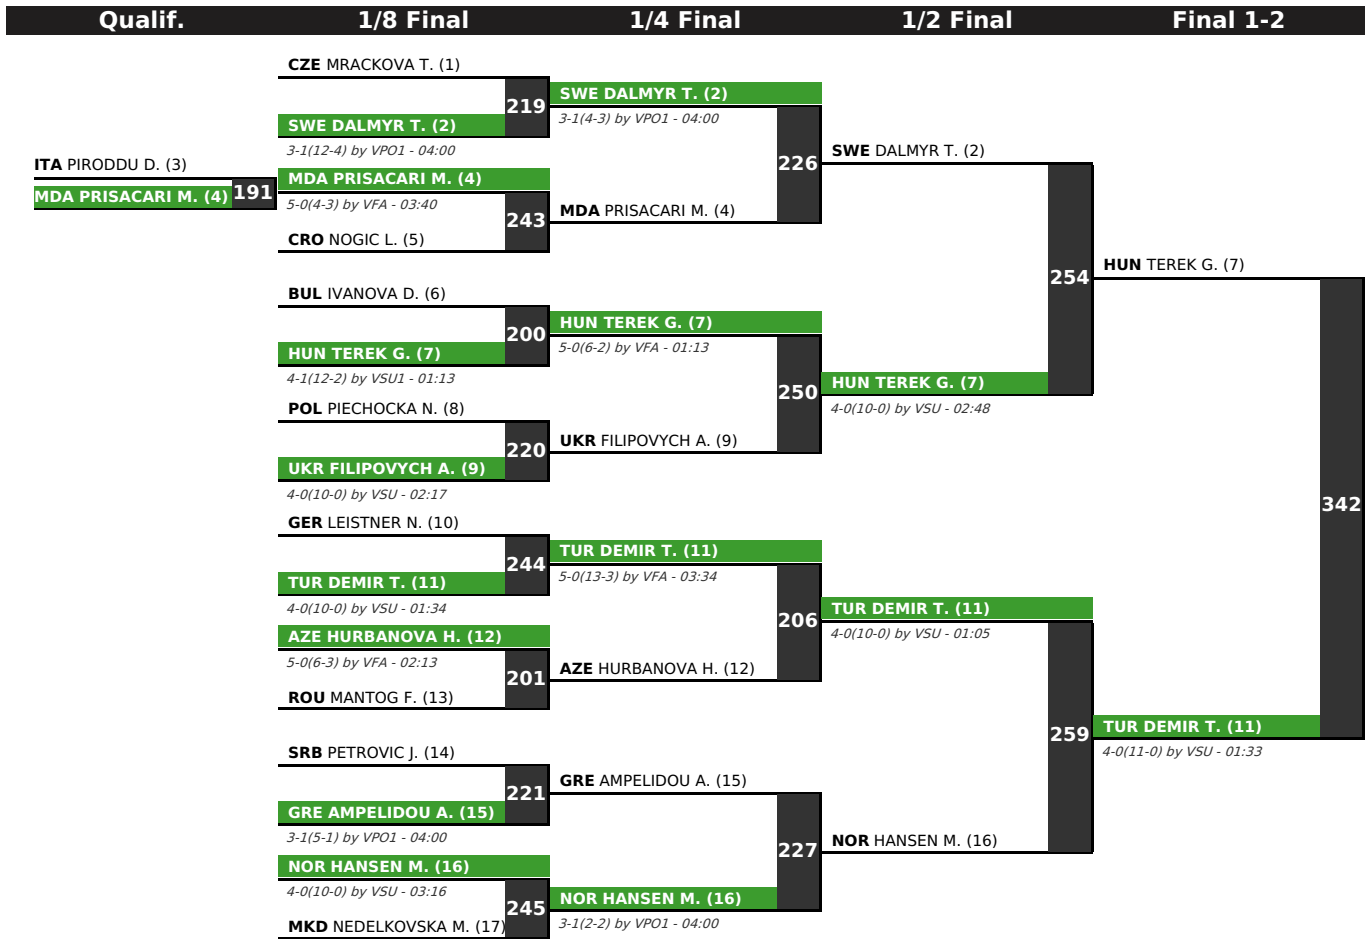 Qualif. 1/8 Final 1/4 Final 1/2 Final Final 1-2
ITA PIRODDU D. (3)
MDA PRISACARI M. (4) 191
CZE MRACKOVA T. (1)
219
SWE DALMYR T. (2)
3-1(12-4) by VPO1 - 04:00
MDA PRISACARI M. (4)
5-0(4-3) by VFA - 03:40
243
CRO NOGIC L. (5)
BUL IVANOVA D. (6)
200
HUN TEREK G. (7)
4-1(12-2) by VSU1 - 01:13
POL PIECHOCKA N. (8)
220
UKR FILIPOVYCH A. (9)
4-0(10-0) by VSU - 02:17
GER LEISTNER N. (10)
244
TUR DEMIR T. (11)
4-0(10-0) by VSU - 01:34
AZE HURBANOVA H. (12)
5-0(6-3) by VFA - 02:13
201
ROU MANTOG F. (13)
SRB PETROVIC J. (14)
221
GRE AMPELIDOU A. (15)
3-1(5-1) by VPO1 - 04:00
NOR HANSEN M. (16)
4-0(10-0) by VSU - 03:16
245
MKD NEDELKOVSKA M. (17)
SWE DALMYR T. (2)
3-1(4-3) by VPO1 - 04:00
226
MDA PRISACARI M. (4)
HUN TEREK G. (7)
5-0(6-2) by VFA - 01:13
250
UKR FILIPOVYCH A. (9)
TUR DEMIR T. (11)
5-0(13-3) by VFA - 03:34
206
AZE HURBANOVA H. (12)
GRE AMPELIDOU A. (15)
227
NOR HANSEN M. (16)
3-1(2-2) by VPO1 - 04:00
SWE DALMYR T. (2)
254
HUN TEREK G. (7)
4-0(10-0) by VSU - 02:48
TUR DEMIR T. (11)
4-0(10-0) by VSU - 01:05
259
NOR HANSEN M. (16)
HUN TEREK G. (7)
342
TUR DEMIR T. (11)
4-0(11-0) by VSU - 01:33